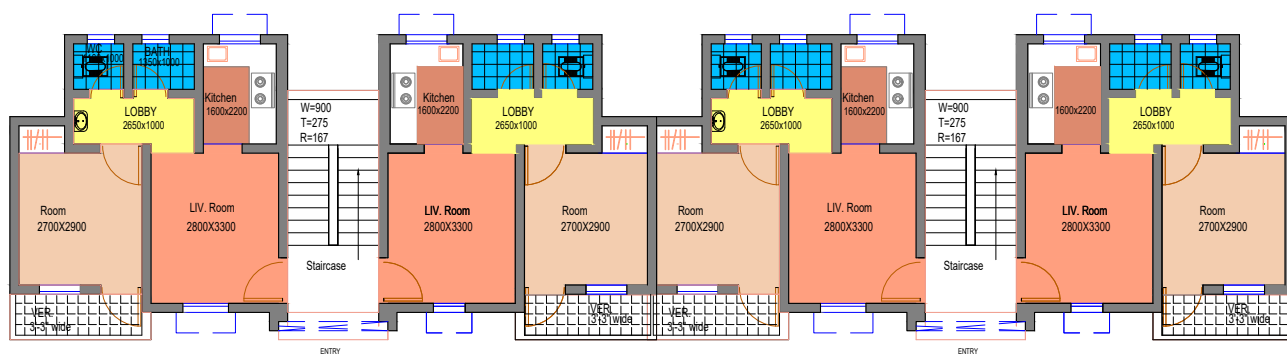 WC
BATH
1350x1000
Kitchen
1600x2200
LOBBY
2650x1000
W=900
T=275
R=167
Room
2700X2900
LIV. Room
2800X3300
Staircase
VER.
3'-3" wide
ENTRY
Kitchen
1600x2200
LOBBY
2650x1000
LIV. Room
2800X3300
Room
2700X2900
VER.
3'-3" wide
LOBBY
2650x1000
Kitchen
1600x2200
W=900
T=275
R=167
Room
2700X2900
LIV. Room
2800X3300
Staircase
VER.
3'-3" wide
ENTRY
1600x2200
LOBBY
2650x1000
LIV. Room
2800X3300
Room
2700X2900
VER.
3'-3" wide